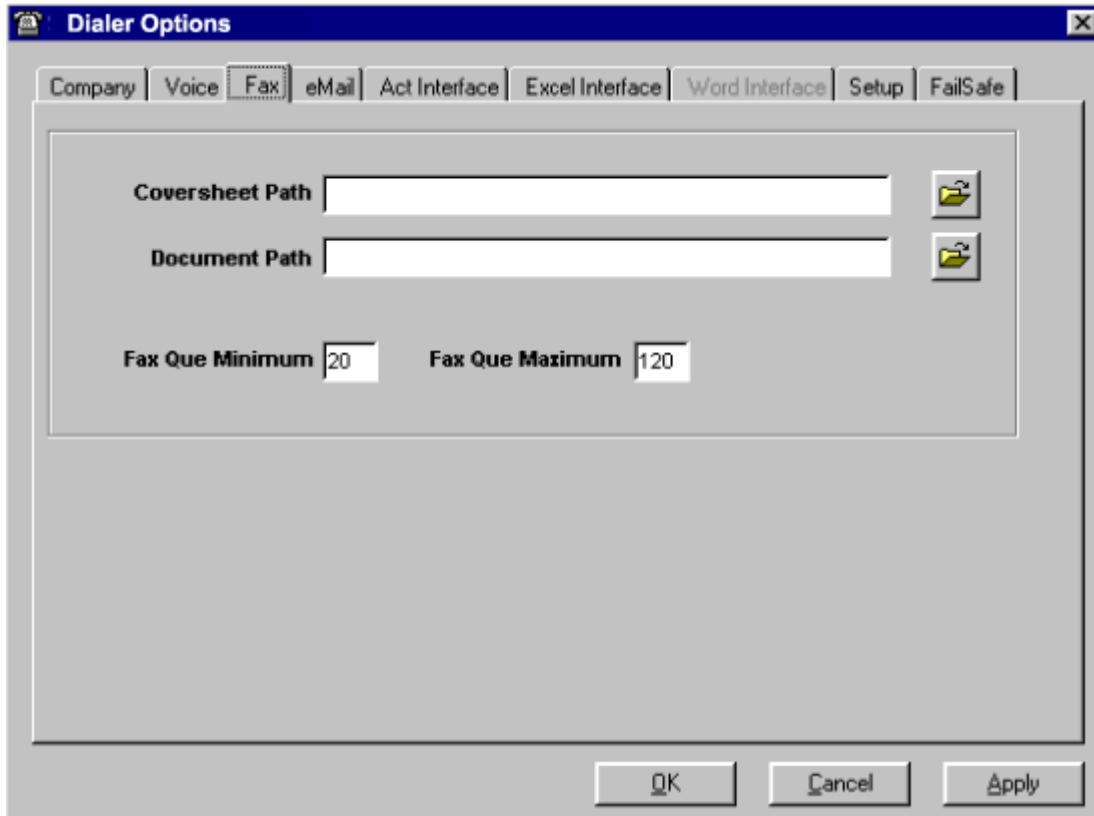 Dialer Options
Company Voice Fax eMail Act Interface Excel Interface Word Interface Setup FailSafe
Coversheet Path
Document Path
Fax Que Minimum 20 Fax Que Maximum 120
OK Cancel Apply